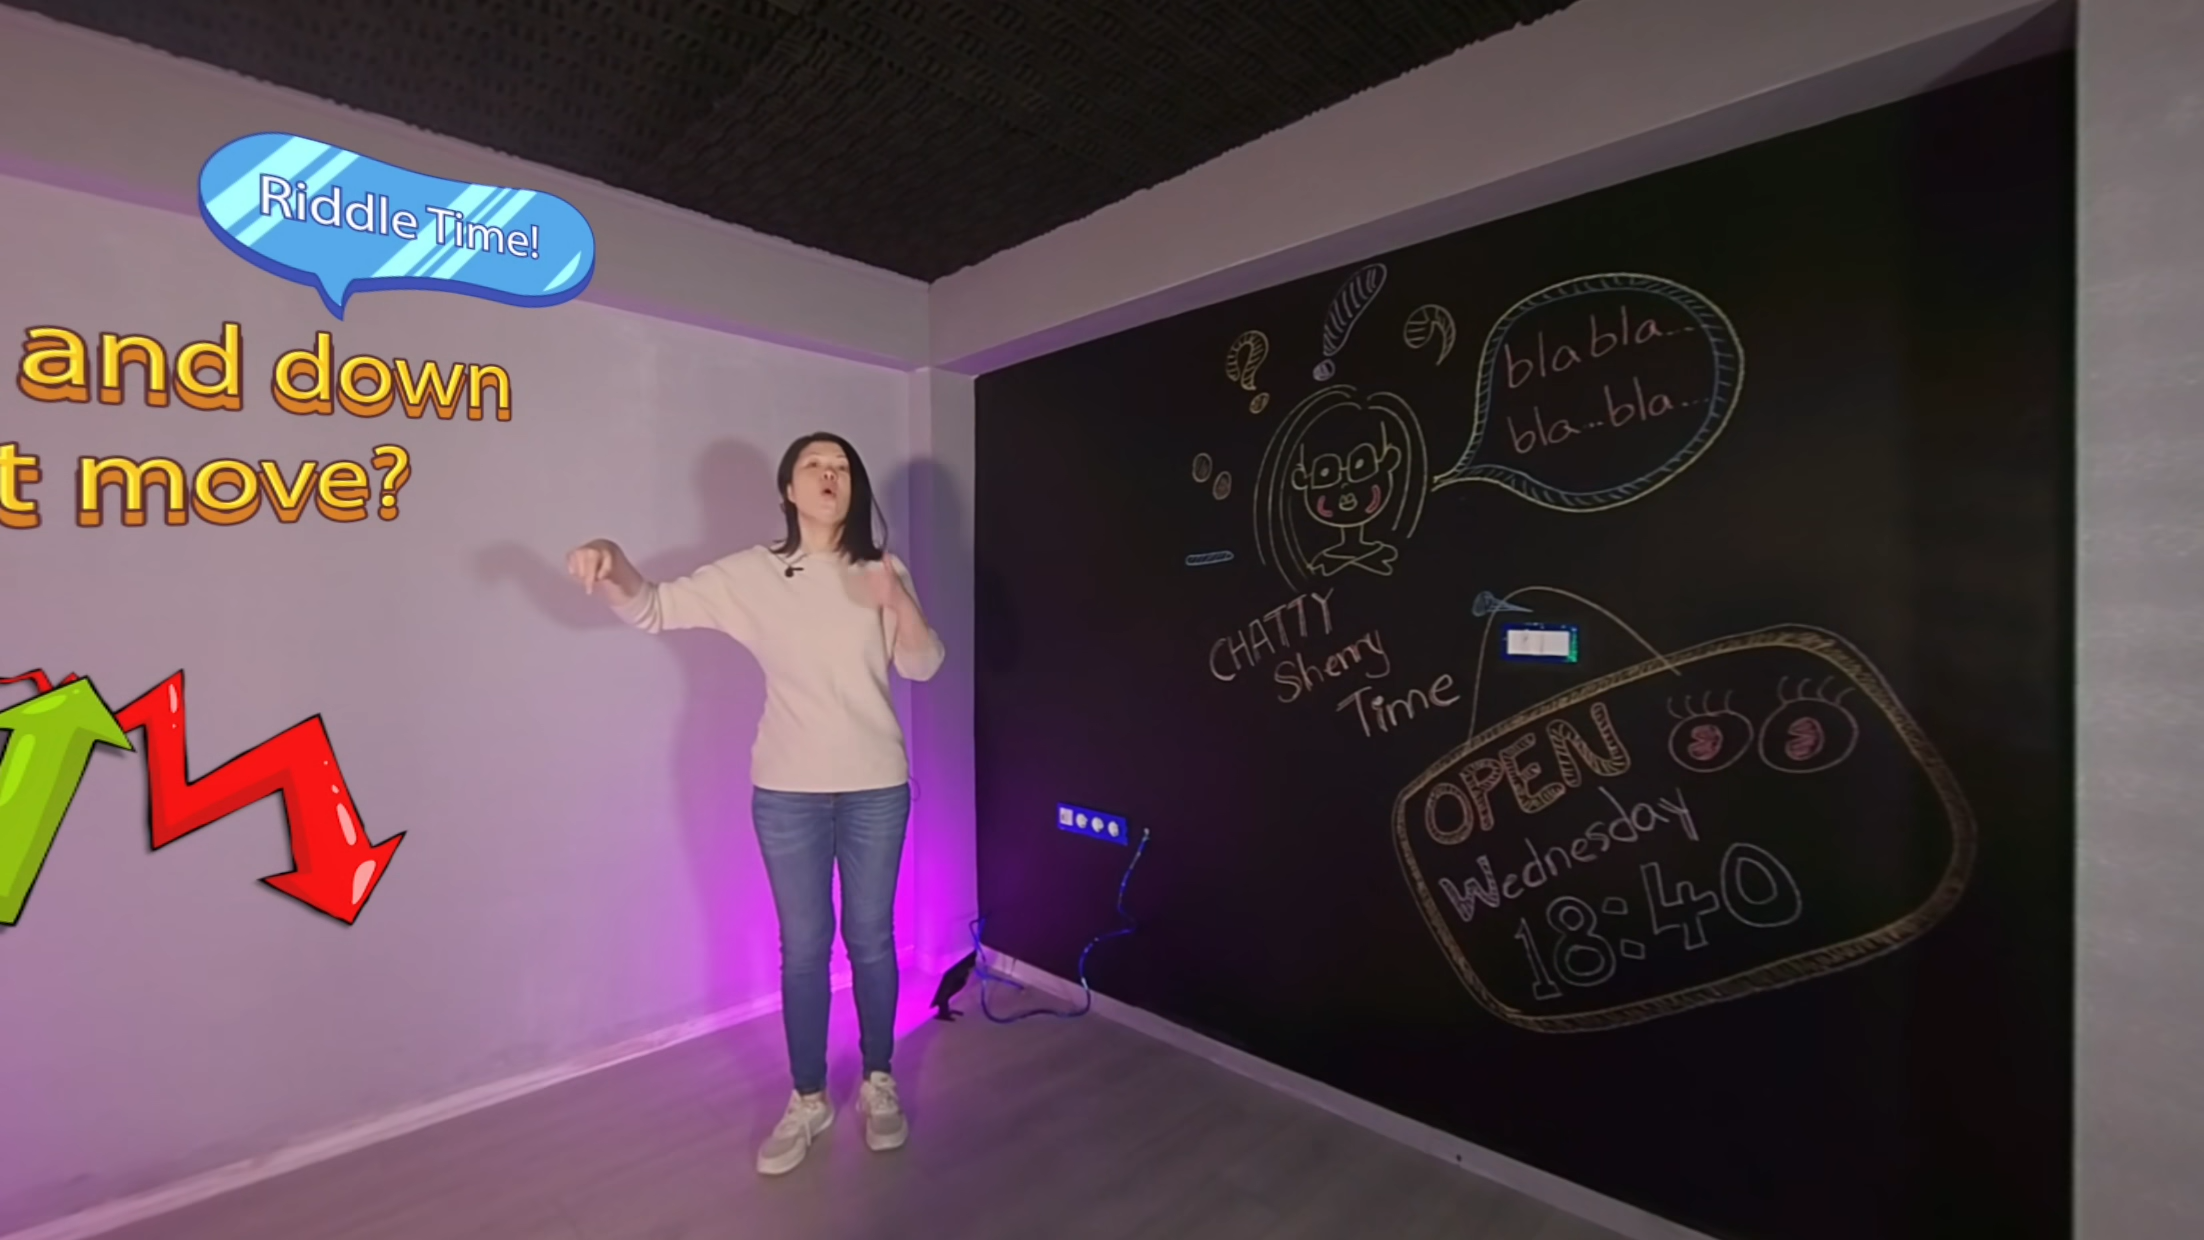 Riddle Time!
and down
t move?
bla bla...
bla...bla...
CHATTY
Sherry
Time
OPEN
Wednesday
18:40